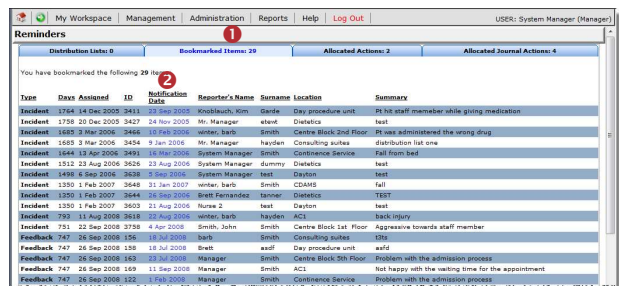 My Workspace | Management | Administration | Reports | Help | Log Out | USER: System Manager (Manager)
1
Reminders
Distribution Lists: 0 Bookmarked Items: 29 Allocated Actions: 2 Allocated Journal Actions: 4
You have bookmarked the following 29 items
2
Type Days Assigned ID Notification Date Reporter's Name Surname Location Summary
Incident 1764 14 Dec 2005 3411 23 Sep 2005 Knoblauch, Kim Garde Day procedure unit Pt hit staff memeber while giving medication
Incident 1758 20 Dec 2005 3427 24 Nov 2005 Mr. Manager etewt Dietetics test
Incident 1685 3 Mar 2006 3466 10 Feb 2006 winter, barb Smith Centre Block 2nd Floor Pt was administered the wrong drug
Incident 1685 3 Mar 2006 3454 9 Jan 2006 Mr. Manager hayden Consulting suites distribution list one
Incident 1644 13 Apr 2006 3491 16 Mar 2006 System Manager Smith Continence Service Fall from bed
Incident 1512 23 Aug 2006 3626 23 Aug 2006 System Manager dummy Dietetics test
Incident 1498 6 Sep 2006 3638 5 Sep 2006 System Manager test Dayton test
Incident 1350 1 Feb 2007 3648 31 Jan 2007 winter, barb Smith CDAMS fall
Incident 1350 1 Feb 2007 3644 26 Sep 2006 Brett Fernandez tanner Dietetics TEST
Incident 1350 1 Feb 2007 3603 21 Aug 2006 Nurse 2 test Dayton test
Incident 793 11 Aug 2008 3618 22 Aug 2006 winter, barb hayden AC1 back injury
Incident 751 22 Sep 2008 3758 4 Apr 2008 Smith, John Smith Centre Block 1st Floor Aggressive towards staff member
Feedback 747 26 Sep 2008 156 18 Jul 2008 barb Smith Consulting suites t3ts
Feedback 747 26 Sep 2008 158 18 Jul 2008 Brett asdf Day procedure unit asfd
Feedback 747 26 Sep 2008 163 23 Jul 2008 Manager Smith Centre Block 5th Floor Problem with the admission process
Feedback 747 26 Sep 2008 169 11 Sep 2008 Manager Smith AC1 Not happy with the waiting time for the appointment
Feedback 747 26 Sep 2008 122 1 Feb 2008 Manager Smith Continence Service Problem with the admission process